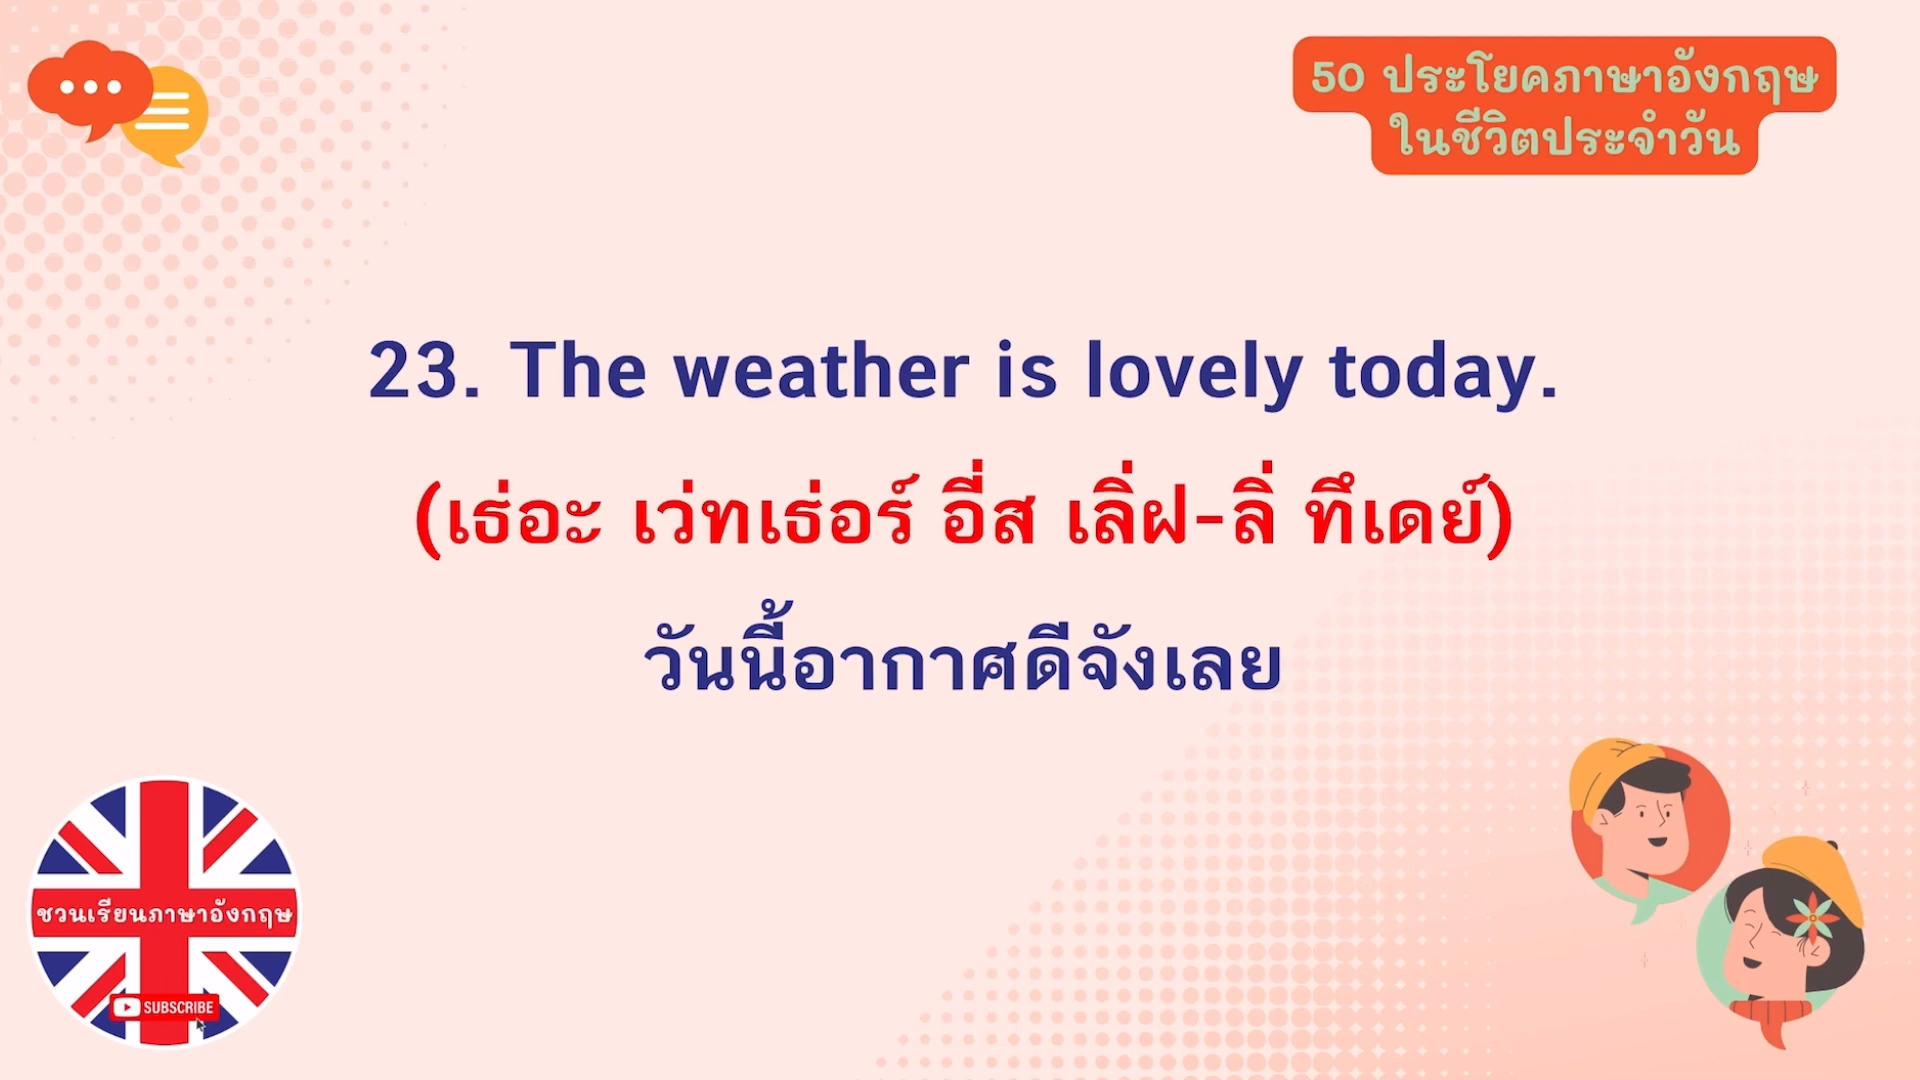 50 ประโยคภาษาอังกฤษ
ในชีวิตประจำวัน
23. The weather is lovely today.
(เธ่อะ เว่ทเธ่อร์ อี่ส เลิ่ฝ-ลิ่ ทึเดย์)
วันนี้อากาศดีจังเลย
ชวนเรียนภาษาอังกฤษ
SUBSCRIBE